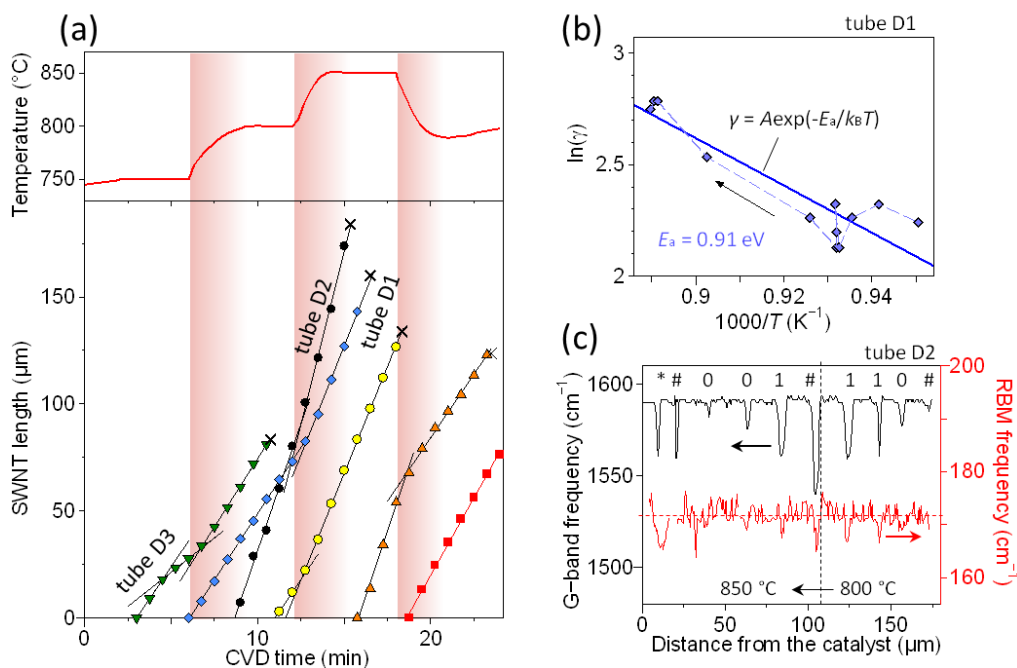 (a)
850
800
750
Temperature (°C)
tube D2
tube D1
tube D3
150
125
75
50
25
0
SWNT length (µm)
0
10
15
20
CVD time (min)
(b)
tube D1
3
2.5
2
ln(γ)
γ = Aexp(-Ea/kBT)
Ea = 0.91 eV
0.9
0.92
0.94
1000/T (K⁻¹)
(c)
tube D2
* # 0 0 1 # 1 1 0 #
1600
1550
1500
G−band frequency (cm⁻¹)
200
180
160
RBM frequency (cm⁻¹)
850 °C
800 °C
0
50
100
150
Distance from the catalyst (µm)